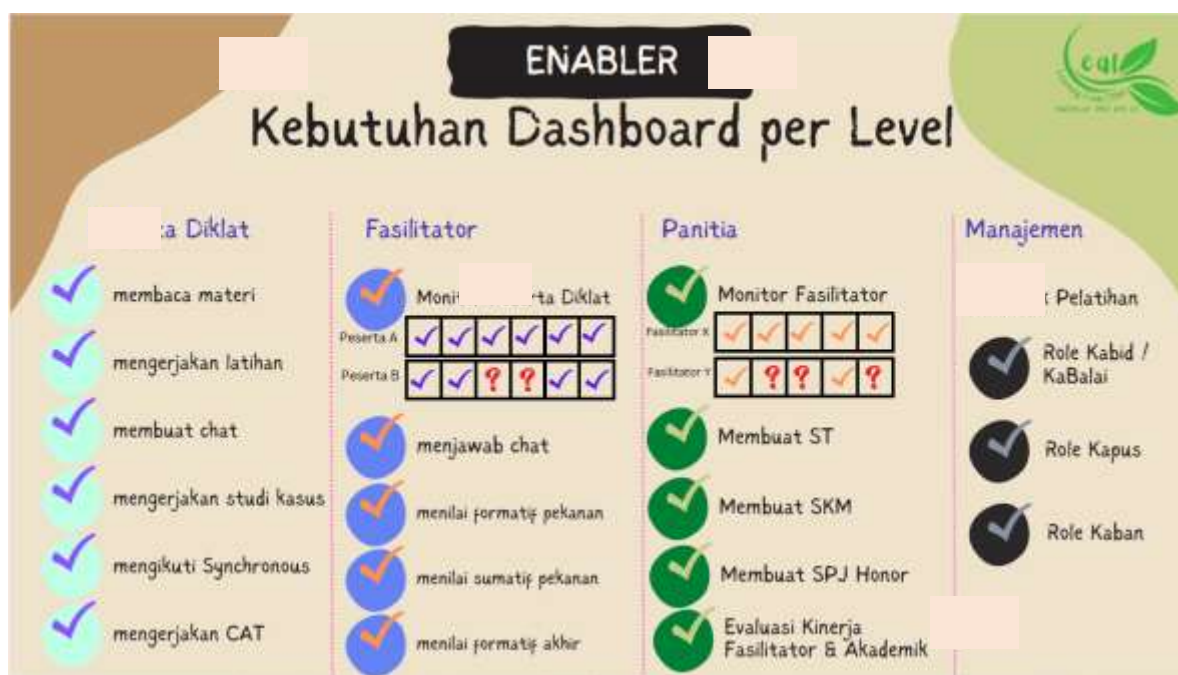 ENABLER
Kebutuhan Dashboard per Level
Diklat
membaca materi
mengerjakan latihan
membuat chat
mengerjakan studi kasus
mengikuti Synchronous
mengerjakan CAT
Fasilitator
Diklat
Peserta A
Peserta B
? ?
menjawab chat
menilai formatif pekanan
menilai sumatif pekanan
menilai formatif akhir
Panitia
Monitor Fasilitator
Fasilitator X
Fasilitator Y
? ? ?
Membuat ST
Membuat SKM
Membuat SPJ Honor
Evaluasi Kinerja
Fasilitator & Akademik
Manajemen
Pelatihan
Role Kabid /
KaBalai
Role Kapus
Role Kaban